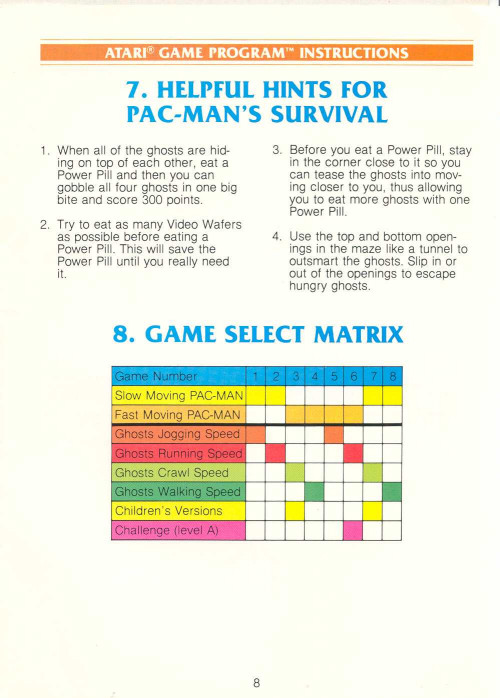 ATARI® GAME PROGRAM™ INSTRUCTIONS
7. HELPFUL HINTS FOR
PAC-MAN'S SURVIVAL
1. When all of the ghosts are hid-
ing on top of each other, eat a
Power Pill and then you can
gobble all four ghosts in one big
bite and score 300 points.
2. Try to eat as many Video Wafers
as possible before eating a
Power Pill. This will save the
Power Pill until you really need
it.
3. Before you eat a Power Pill, stay
in the corner close to it so you
can tease the ghosts into mov-
ing closer to you, thus allowing
you to eat more ghosts with one
Power Pill.
4. Use the top and bottom open-
ings in the maze like a tunnel to
outsmart the ghosts. Slip in or
out of the openings to escape
hungry ghosts.
8. GAME SELECT MATRIX
Game Number 1 2 3 4 5 6 7 8
Slow Moving PAC-MAN
Fast Moving PAC-MAN
Ghosts Jogging Speed
Ghosts Running Speed
Ghosts Crawl Speed
Ghosts Walking Speed
Children's Versions
Challenge (level A)
8